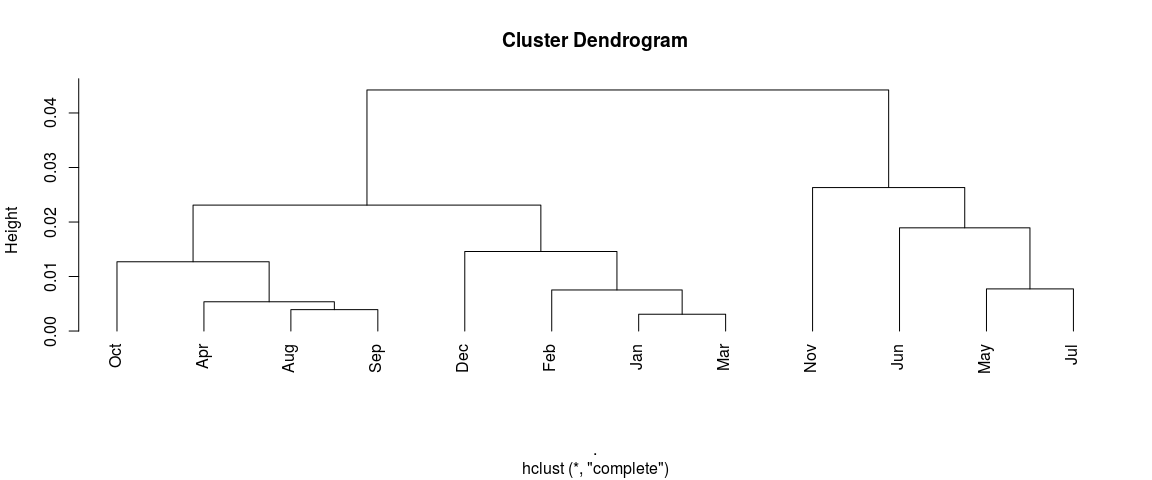 Cluster Dendrogram
Height
0.04
0.03
0.02
0.01
0.00
Oct Apr Aug Sep Dec Feb Jan Mar Nov Jun May Jul
.
hclust (*, "complete")